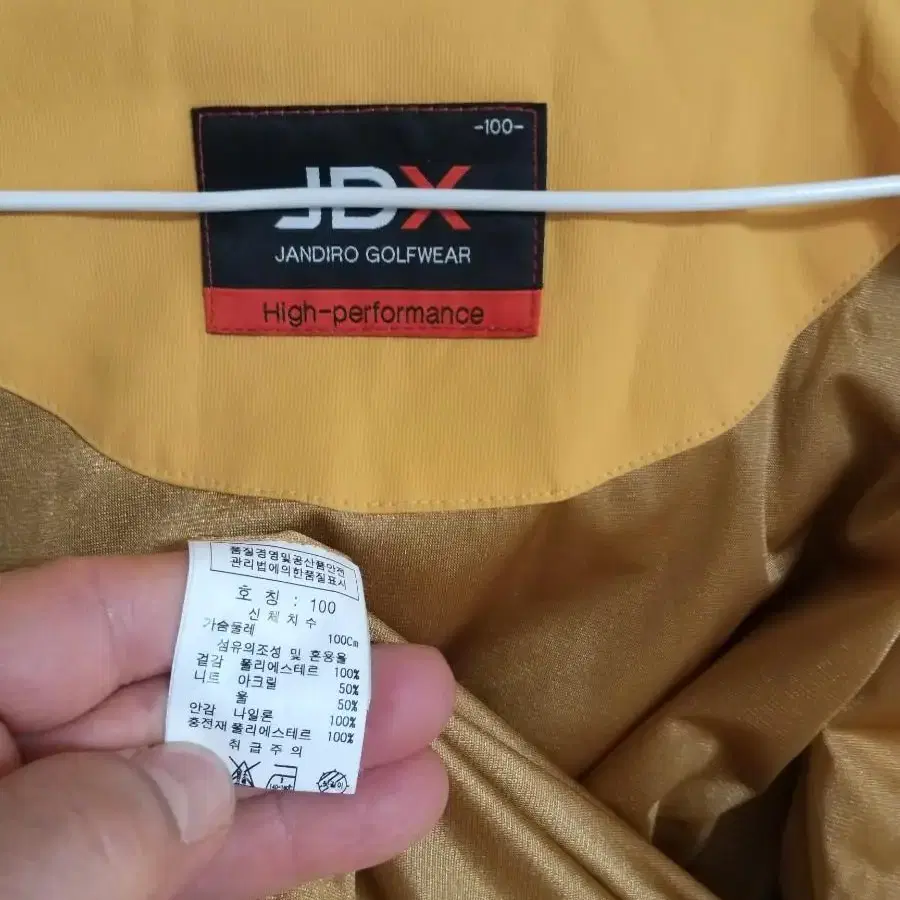 -100-
JDX
JANDIRO GOLFWEAR
High-performance
품질경영및공산품안전
관리법에의한품질표시
호 칭 : 100
신 체 치 수
가슴둘레 100Cm
섬유의조성 및 혼용율
겉감 폴리에스테르 100%
니트 아크릴 50%
울 50%
안감 나일론 100%
충전재 폴리에스테르 100%
취 급 주 의